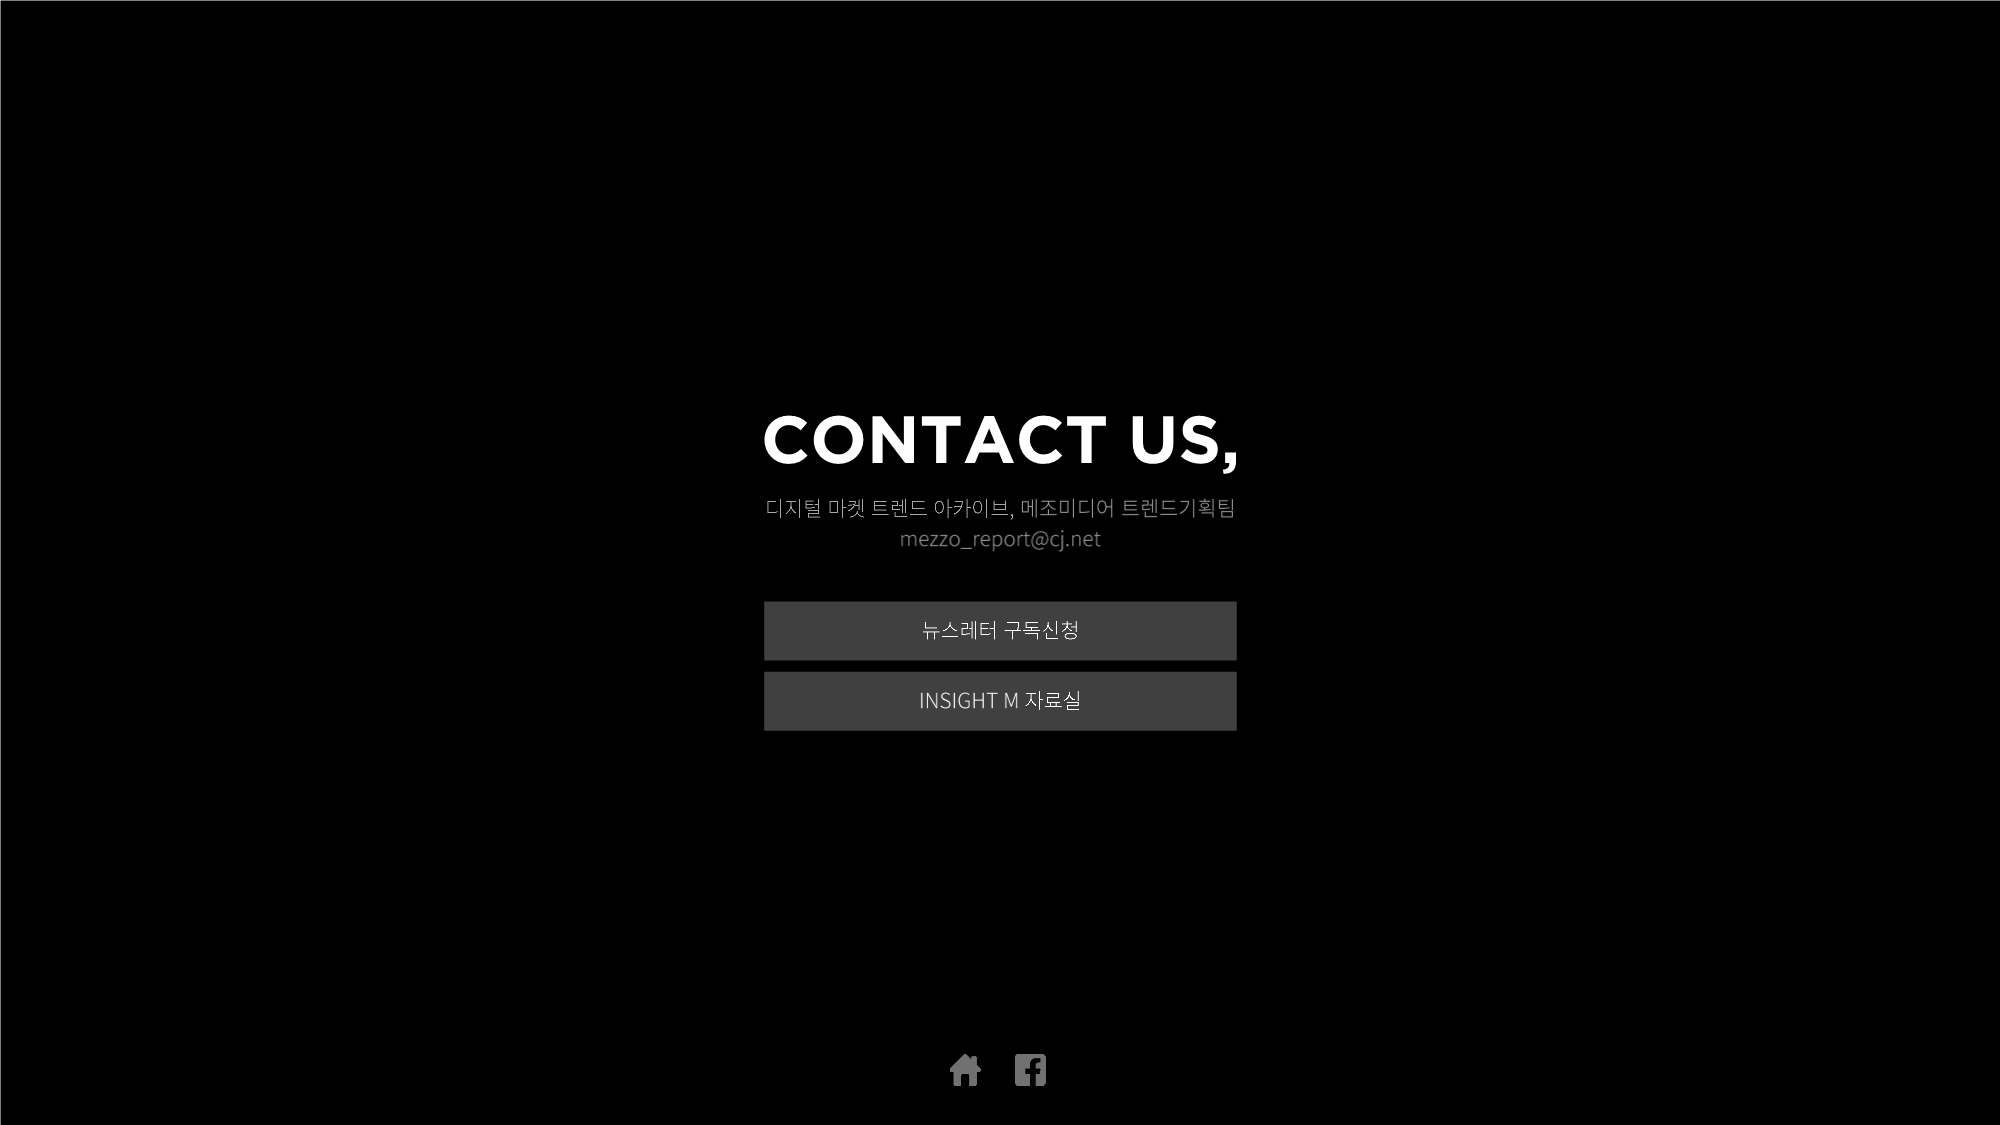 CONTACT US,
디지털 마켓 트렌드 아카이브, 메조미디어 트렌드기획팀
mezzo_report@cj.net
뉴스레터 구독신청
INSIGHT M 자료실